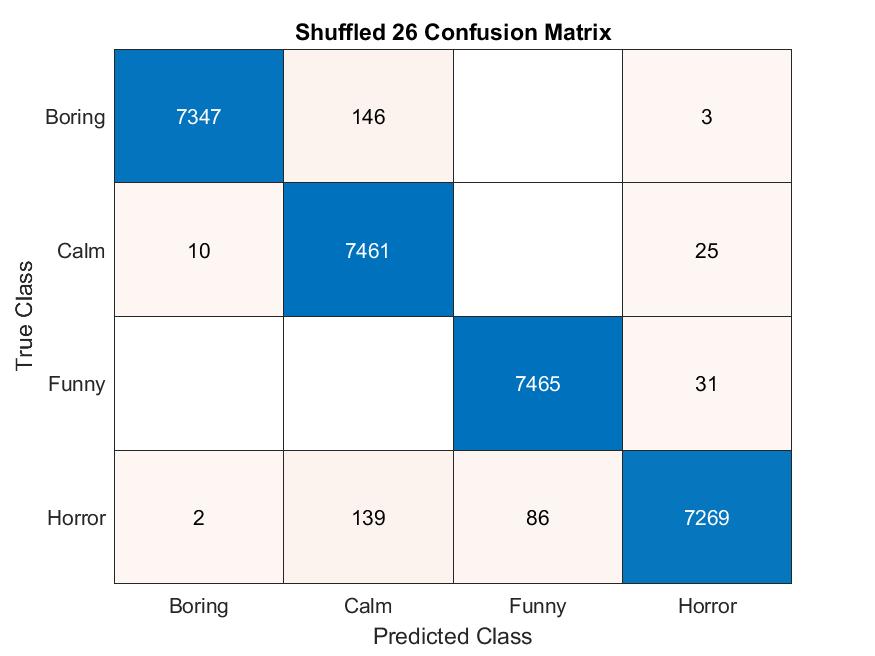 Shuffled 26 Confusion Matrix
Boring 7347 146 3
Calm 10 7461 25
Funny 7465 31
Horror 2 139 86 7269
Boring Calm Funny Horror
Predicted Class
True Class